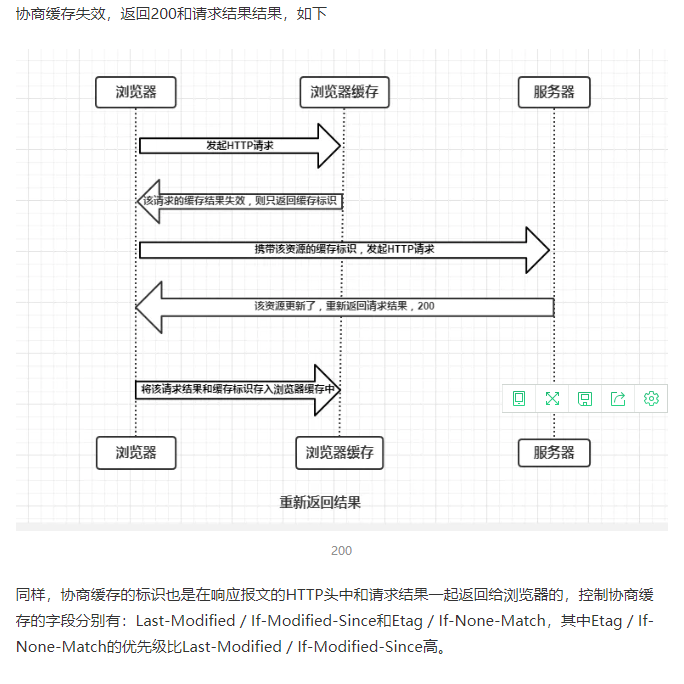 协商缓存失效，返回200和请求结果结果，如下
浏览器
浏览器缓存
服务器
发起HTTP请求
该请求的缓存结果失效，则只返回缓存标识
携带该资源的缓存标识，发起HTTP请求
该资源更新了，重新返回请求结果，200
将该请求结果和缓存标识存入浏览器缓存中
浏览器
浏览器缓存
服务器
重新返回结果
200
同样，协商缓存的标识也是在响应报文的HTTP头中和请求结果一起返回给浏览器的，控制协商缓
存的字段分别有：Last-Modified / If-Modified-Since和Etag / If-None-Match，其中Etag / If-
None-Match的优先级比Last-Modified / If-Modified-Since高。